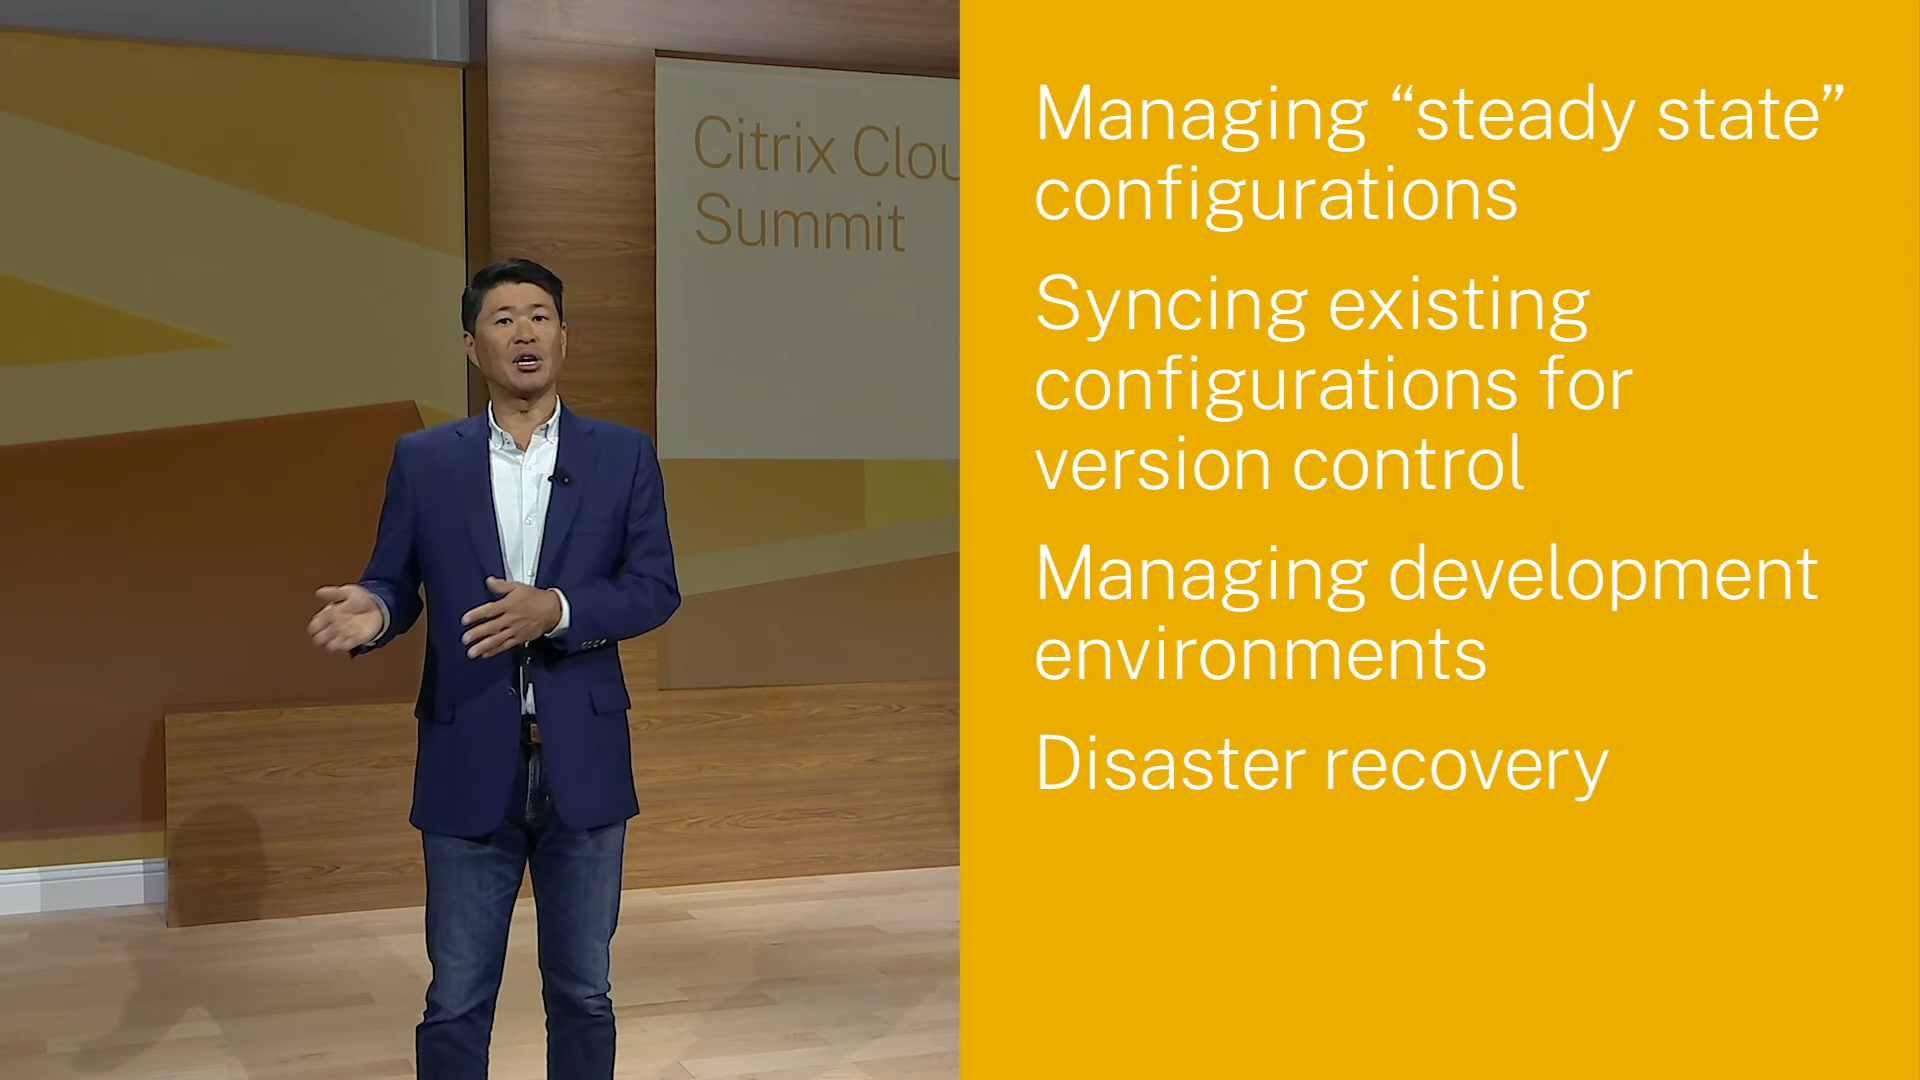 Citrix Clou
Summit
Managing “steady state”
configurations
Syncing existing
configurations for
version control
Managing development
environments
Disaster recovery